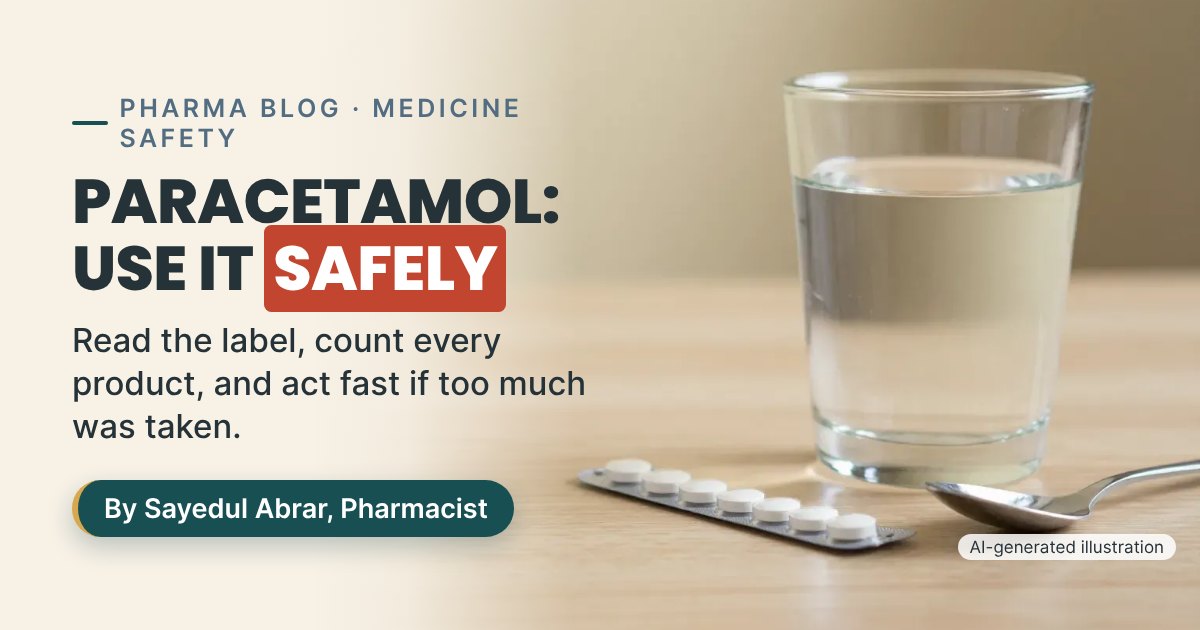 PHARMA BLOG · MEDICINE
SAFETY
PARACETAMOL:
USE IT SAFELY
Read the label, count every
product, and act fast if too much
was taken.
By Sayedul Abrar, Pharmacist
AI-generated illustration